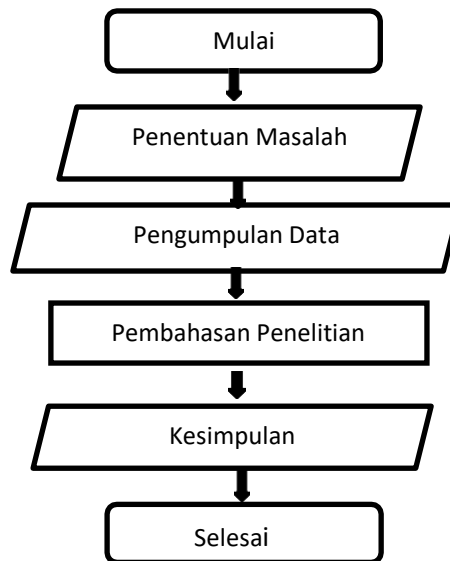 Mulai
Penentuan Masalah
Pengumpulan Data
Pembahasan Penelitian
Kesimpulan
Selesai